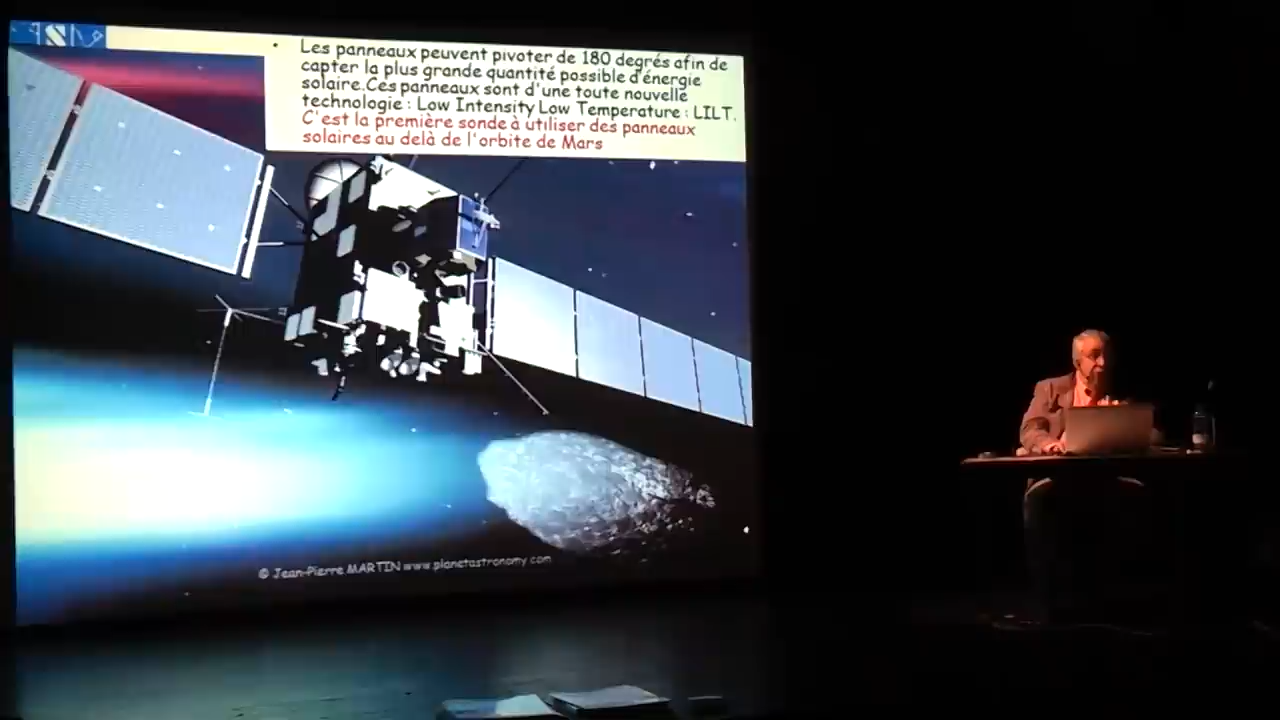 • Les panneaux peuvent pivoter de 180 degrés afin de
capter la plus grande quantité possible d'énergie
solaire.Ces panneaux sont d'une toute nouvelle
technologie : Low Intensity Low Temperature : LILT.
C'est la première sonde à utiliser des panneaux
solaires au delà de l'orbite de Mars
© Jean-Pierre MARTIN www.planetastronomy.com